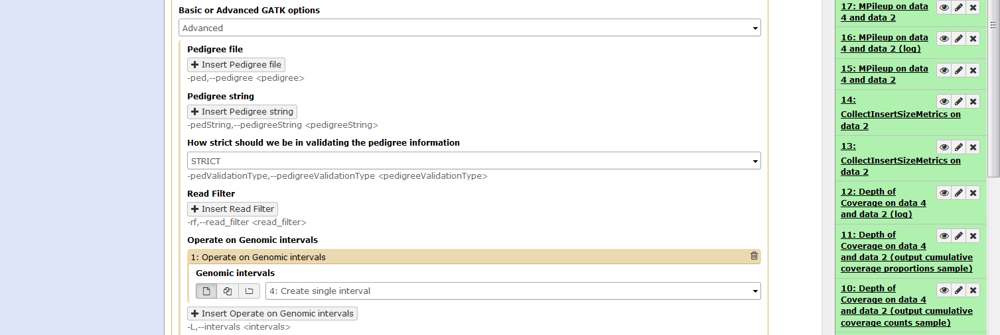 Basic or Advanced GATK options
Advanced
Pedigree file
Insert Pedigree file
-ped,--pedigree <pedigree>
Pedigree string
Insert Pedigree string
-pedString,--pedigreeString <pedigreeString>
How strict should we be in validating the pedigree information
STRICT
-pedValidationType,--pedigreeValidationType <pedigreeValidationType>
Read Filter
Insert Read Filter
-rf,--read_filter <read_filter>
Operate on Genomic intervals
1: Operate on Genomic intervals
Genomic intervals
4: Create single interval
Insert Operate on Genomic intervals
-L,--intervals <intervals>
17: MPileup on data
4 and data 2
16: MPileup on data
4 and data 2 (log)
15: MPileup on data
4 and data 2
14:
CollectInsertSizeMetrics on
data 2
13:
CollectInsertSizeMetrics on
data 2
12: Depth of
Coverage on data 4
and data 2 (log)
11: Depth of
Coverage on data 4
and data 2 (output cumulative
coverage proportions sample)
10: Depth of
Coverage on data 4
and data 2 (output cumulative
coverage counts sample)